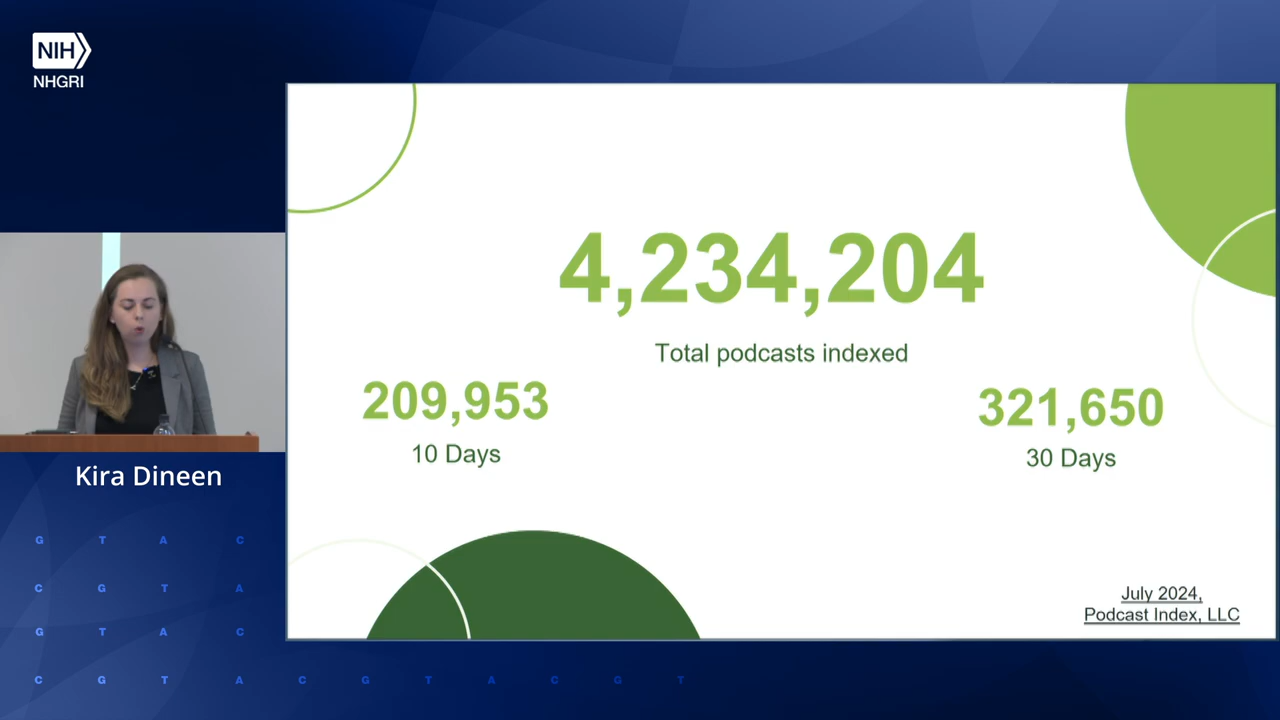 NIH
NHGRI
4,234,204
Total podcasts indexed
209,953
10 Days
321,650
30 Days
Kira Dineen
G T A C
C G T A
G T A C
C G T A C G T A C G T
July 2024,
Podcast Index, LLC